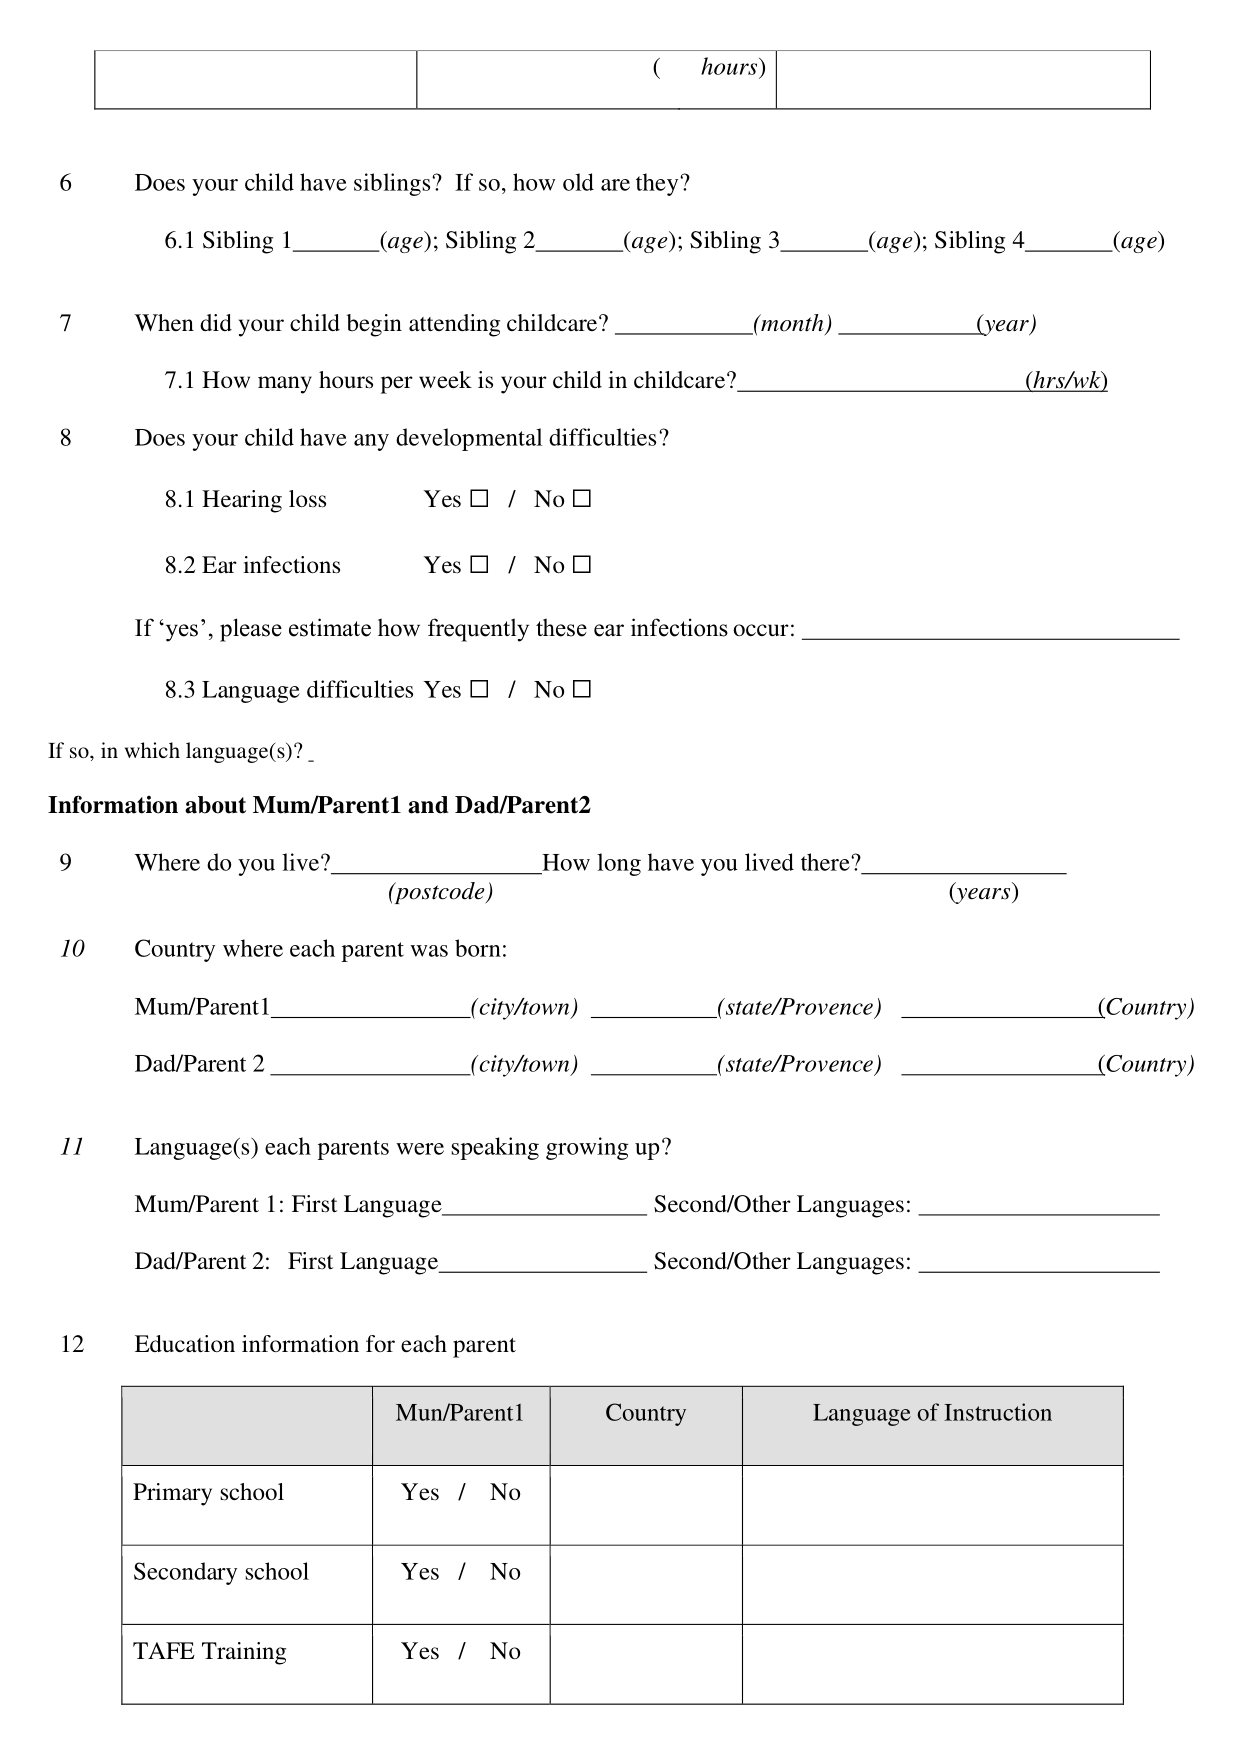 ( hours)
6 Does your child have siblings? If so, how old are they?
6.1 Sibling 1_______(age); Sibling 2_______(age); Sibling 3_______(age); Sibling 4_______(age)
7 When did your child begin attending childcare? ___________(month) ___________(year)
7.1 How many hours per week is your child in childcare?_______________________(hrs/wk)
8 Does your child have any developmental difficulties?
8.1 Hearing loss Yes ☐ / No ☐
8.2 Ear infections Yes ☐ / No ☐
If ‘yes’, please estimate how frequently these ear infections occur: ______________________________
8.3 Language difficulties Yes ☐ / No ☐
If so, in which language(s)? _
Information about Mum/Parent1 and Dad/Parent2
9 Where do you live?_________________How long have you lived there?________________
(postcode) (years)
10 Country where each parent was born:
Mum/Parent1________________(city/town) __________(state/Provence) ________________(Country)
Dad/Parent 2 ________________(city/town) __________(state/Provence) ________________(Country)
11 Language(s) each parents were speaking growing up?
Mum/Parent 1: First Language________________ Second/Other Languages: ___________________
Dad/Parent 2: First Language________________ Second/Other Languages: ___________________
12 Education information for each parent
Mun/Parent1 Country Language of Instruction
Primary school Yes / No
Secondary school Yes / No
TAFE Training Yes / No